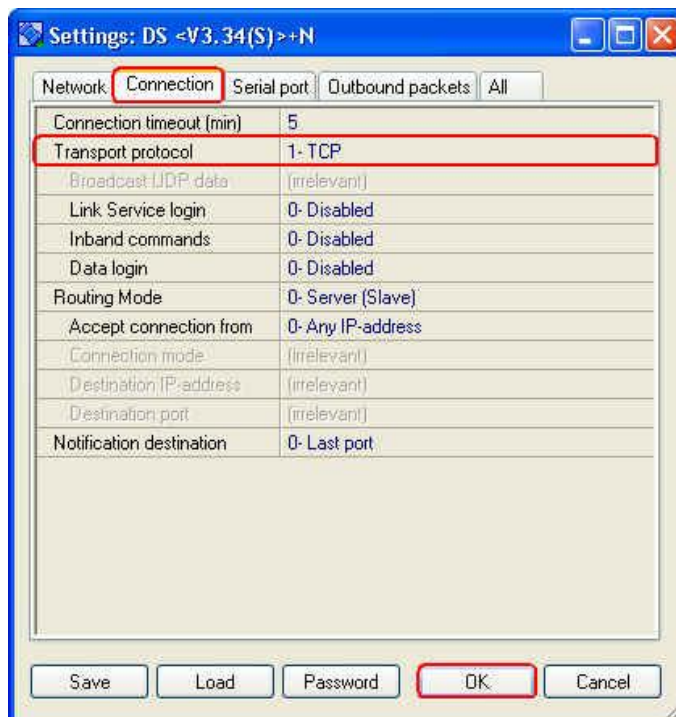 Settings: DS <V3.34(S)>+N
Network Connection Serial port Outbound packets All
Connection timeout (min) 5
Transport protocol 1- TCP
Broadcast UDP data (irrelevant)
Link Service login 0- Disabled
Inband commands 0- Disabled
Data login 0- Disabled
Routing Mode 0- Server (Slave)
Accept connection from 0- Any IP-address
Connection mode (irrelevant)
Destination IP-address (irrelevant)
Destination port (irrelevant)
Notification destination 0- Last port
Save Load Password OK Cancel